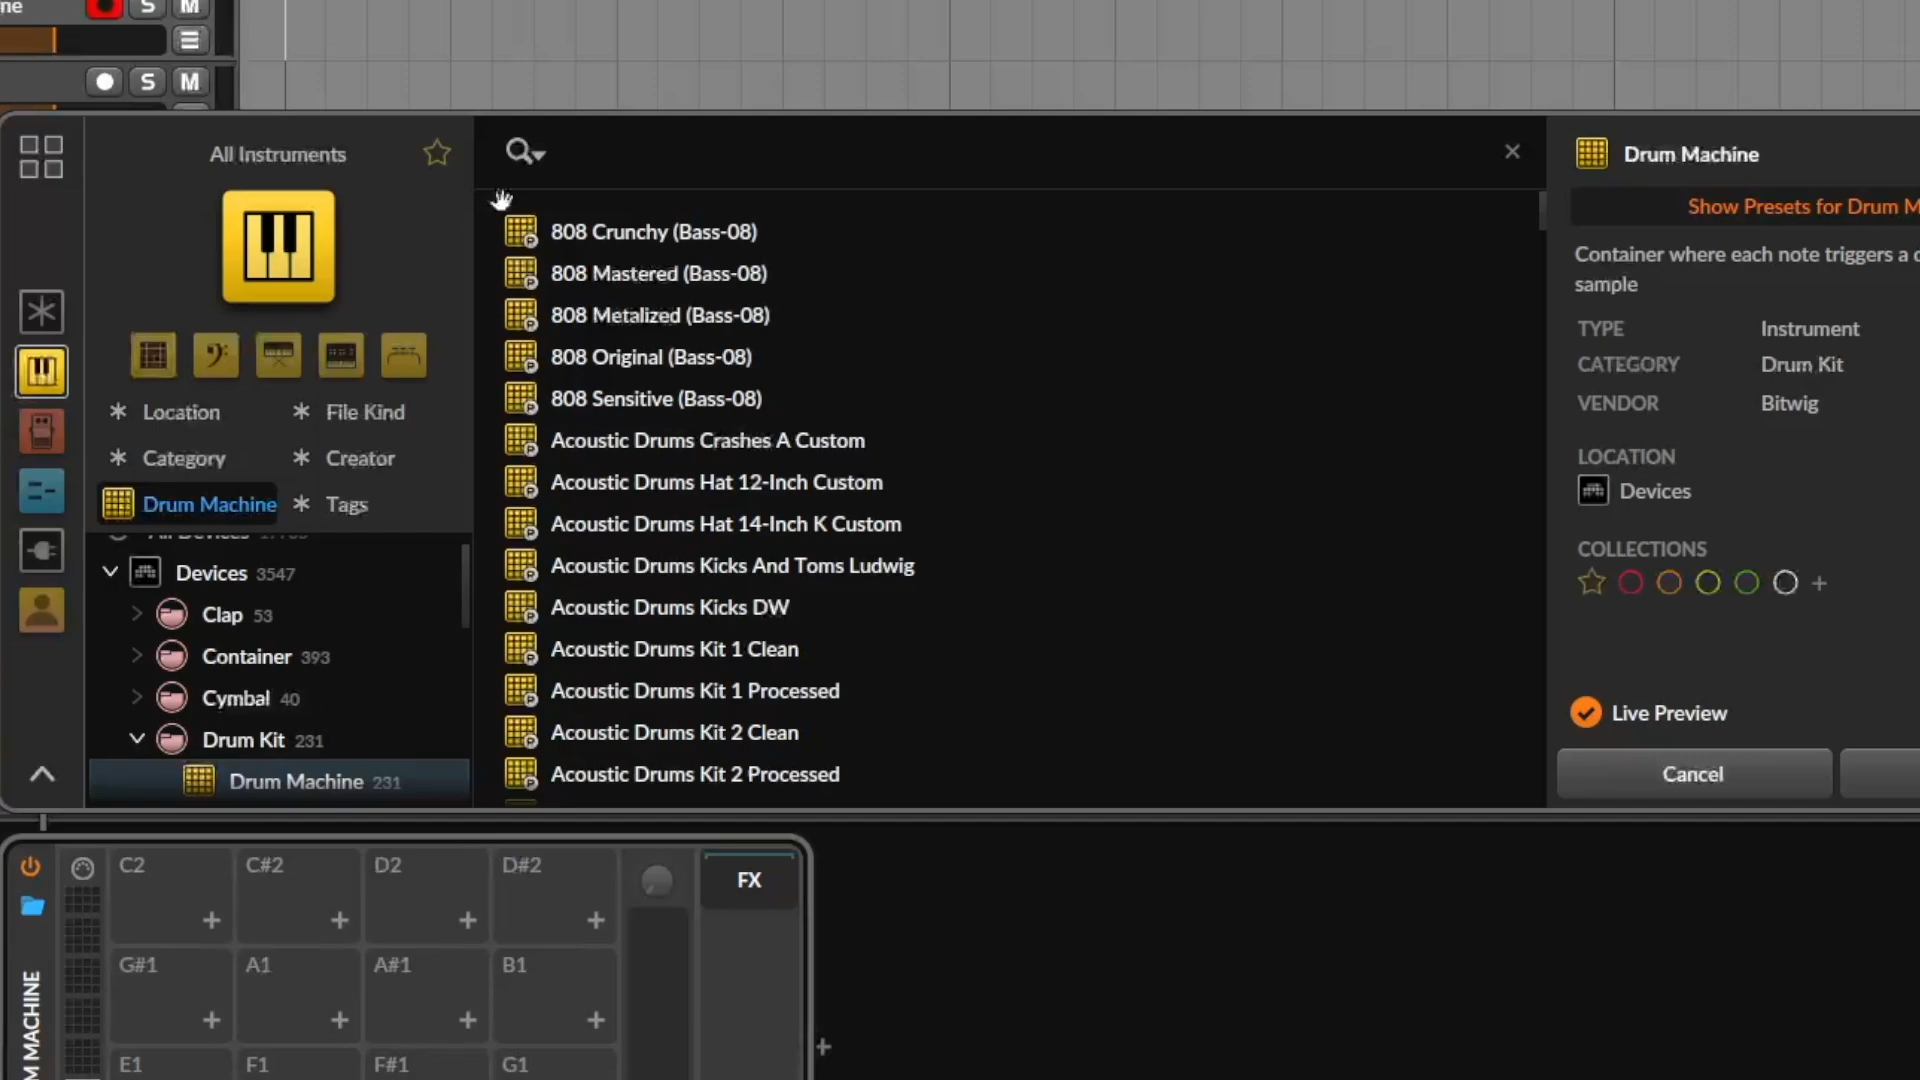 ne
S M
S M
All Instruments
Location
File Kind
Category
Creator
Drum Machine
Tags
Devices 3547
Clap 53
Container 393
Cymbal 40
Drum Kit 231
Drum Machine 231
808 Crunchy (Bass-08)
808 Mastered (Bass-08)
808 Metalized (Bass-08)
808 Original (Bass-08)
808 Sensitive (Bass-08)
Acoustic Drums Crashes A Custom
Acoustic Drums Hat 12-Inch Custom
Acoustic Drums Hat 14-Inch K Custom
Acoustic Drums Kicks And Toms Ludwig
Acoustic Drums Kicks DW
Acoustic Drums Kit 1 Clean
Acoustic Drums Kit 1 Processed
Acoustic Drums Kit 2 Clean
Acoustic Drums Kit 2 Processed
Drum Machine
Show Presets for Drum M
Container where each note triggers a
sample
TYPE Instrument
CATEGORY Drum Kit
VENDOR Bitwig
LOCATION
Devices
COLLECTIONS
Live Preview
Cancel
C2 C#2 D2 D#2
FX
G#1 A1 A#1 B1
E1 F1 F#1 G1
M MACHINE